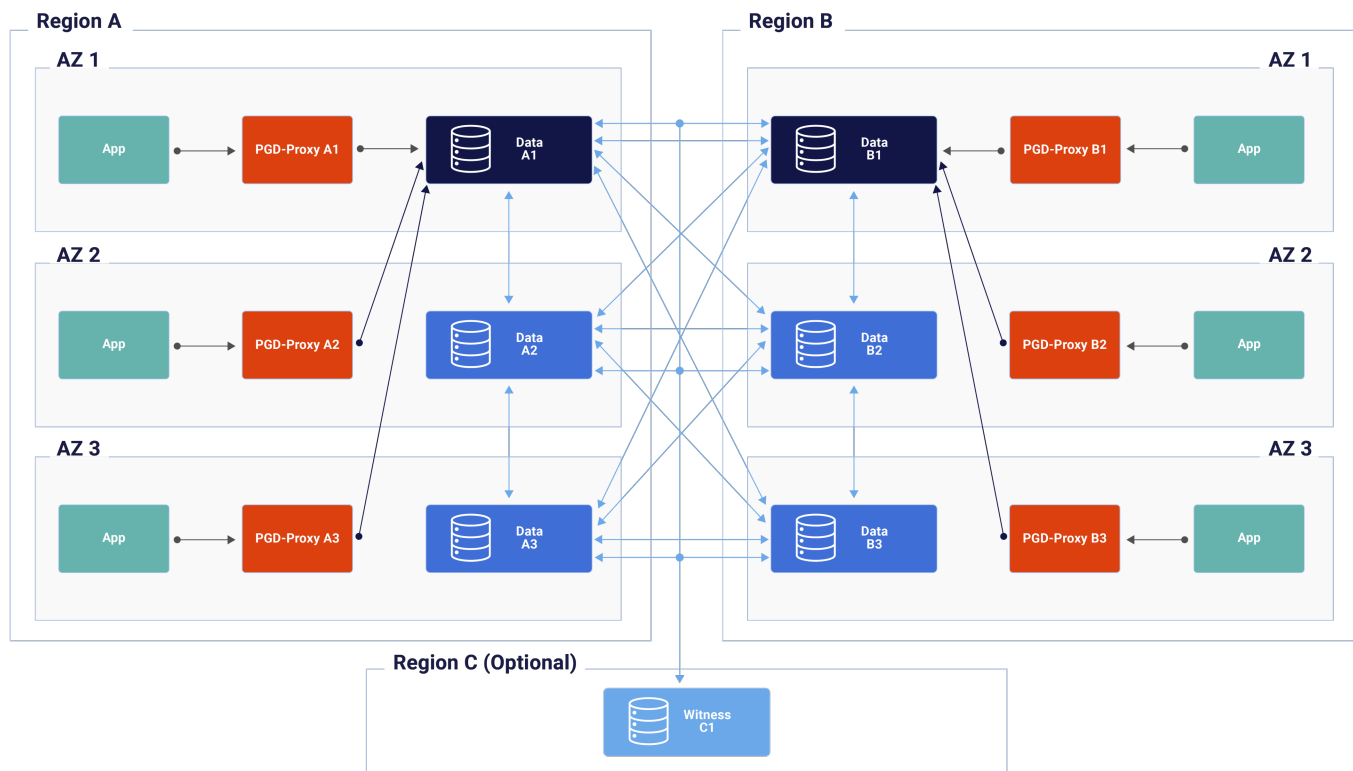 Region A
Region B
AZ 1
AZ 1
App
PGD-Proxy A1
Data
A1
Data
B1
PGD-Proxy B1
App
AZ 2
AZ 2
App
PGD-Proxy A2
Data
A2
Data
B2
PGD-Proxy B2
App
AZ 3
AZ 3
App
PGD-Proxy A3
Data
A3
Data
B3
PGD-Proxy B3
App
Region C (Optional)
Witness
C1